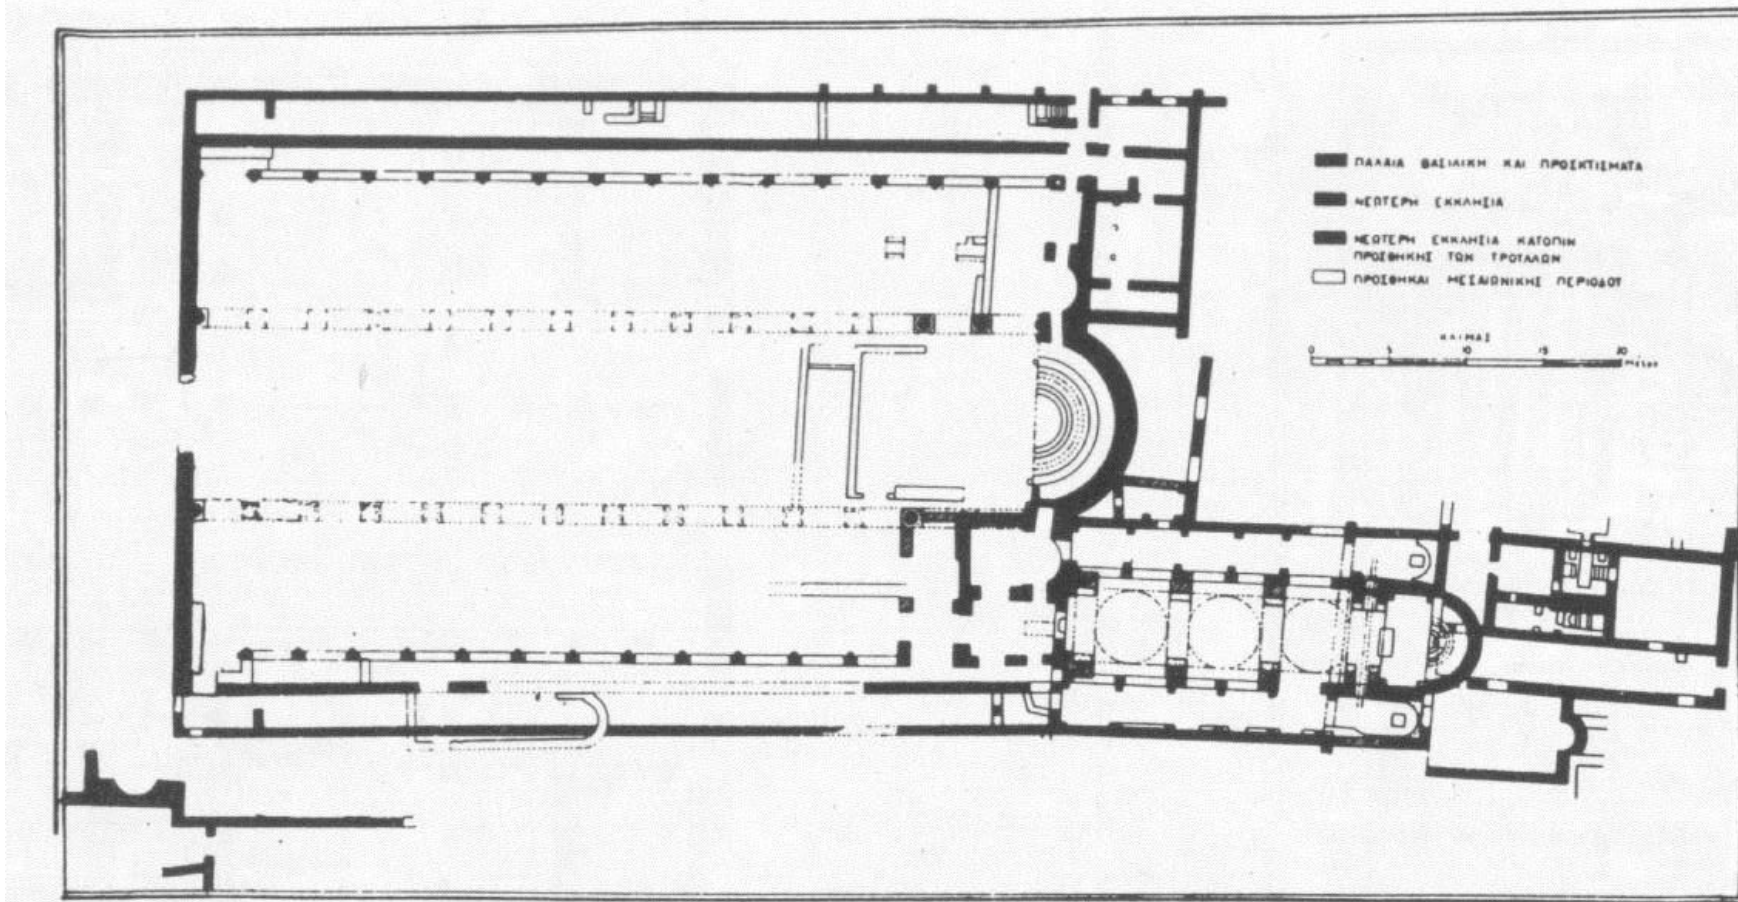 ΠΑΛΑΙΑ ΒΑΣΙΛΙΚΗ ΚΑΙ ΠΡΟΣΚΤΙΣΜΑΤΑ
ΝΕΩΤΕΡΗ ΕΚΚΛΗΣΙΑ
ΝΕΩΤΕΡΗ ΕΚΚΛΗΣΙΑ ΚΑΤΟΠΙΝ
ΠΡΟΣΘΗΚΗΣ ΤΩΝ ΤΡΟΥΛΛΩΝ
ΠΡΟΣΘΗΚΑΙ ΜΕΣΑΙΩΝΙΚΗΣ ΠΕΡΙΟΔΟΥ
ΚΛΙΜΑΣ
0 5 10 15 20